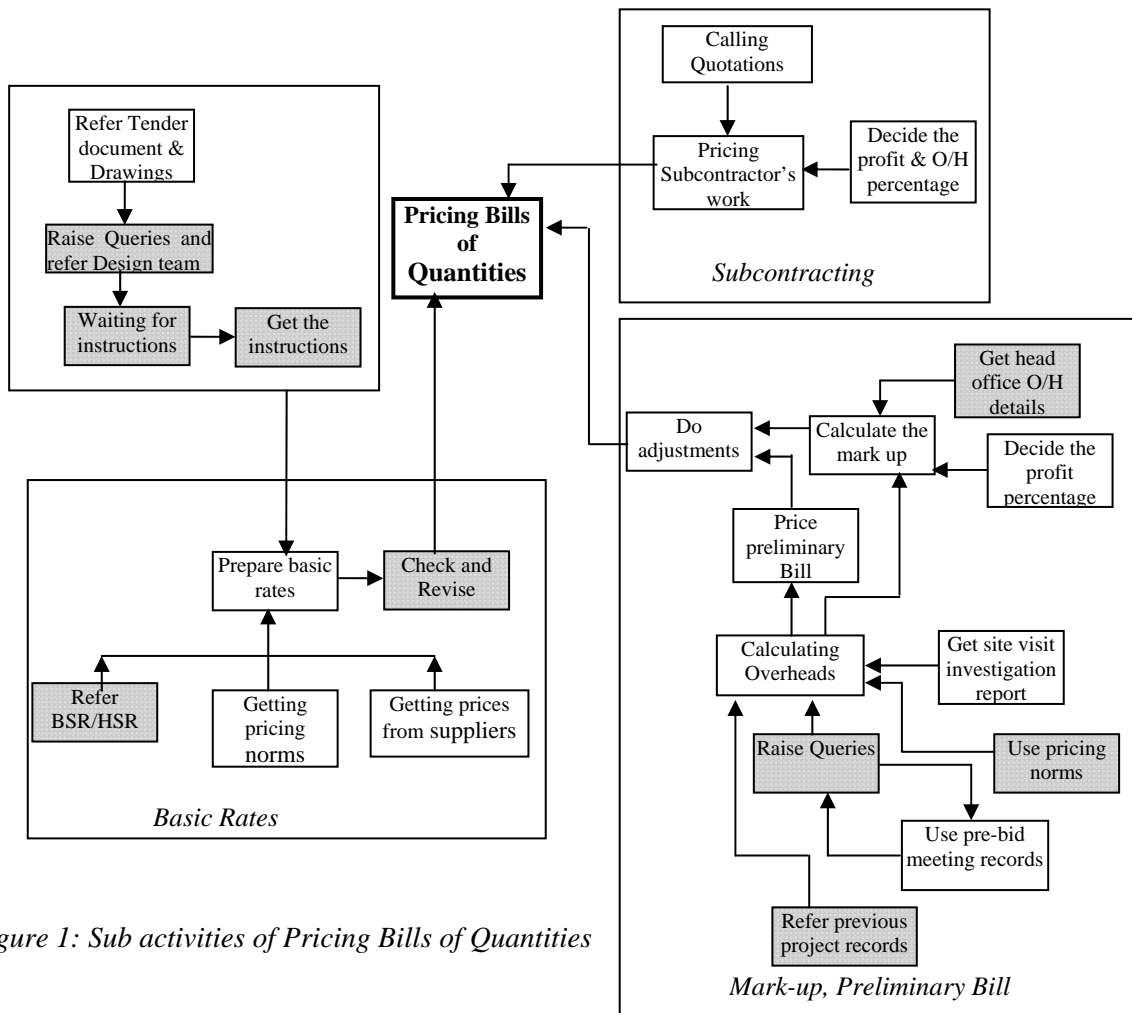 Refer Tender
document &
Drawings
Raise Queries and
refer Design team
Waiting for
instructions
Get the
instructions
Pricing Bills
of
Quantities
Calling
Quotations
Pricing
Subcontractor's
work
Decide the
profit & O/H
percentage
Subcontracting
Prepare basic
rates
Check and
Revise
Refer
BSR/HSR
Getting
pricing
norms
Getting prices
from suppliers
Basic Rates
Get head
office O/H
details
Do
adjustments
Calculate the
mark up
Decide the
profit
percentage
Price
preliminary
Bill
Calculating
Overheads
Get site visit
investigation
report
Raise Queries
Use pricing
norms
Use pre-bid
meeting records
Refer previous
project records
Mark-up, Preliminary Bill
gure 1: Sub activities of Pricing Bills of Quantities